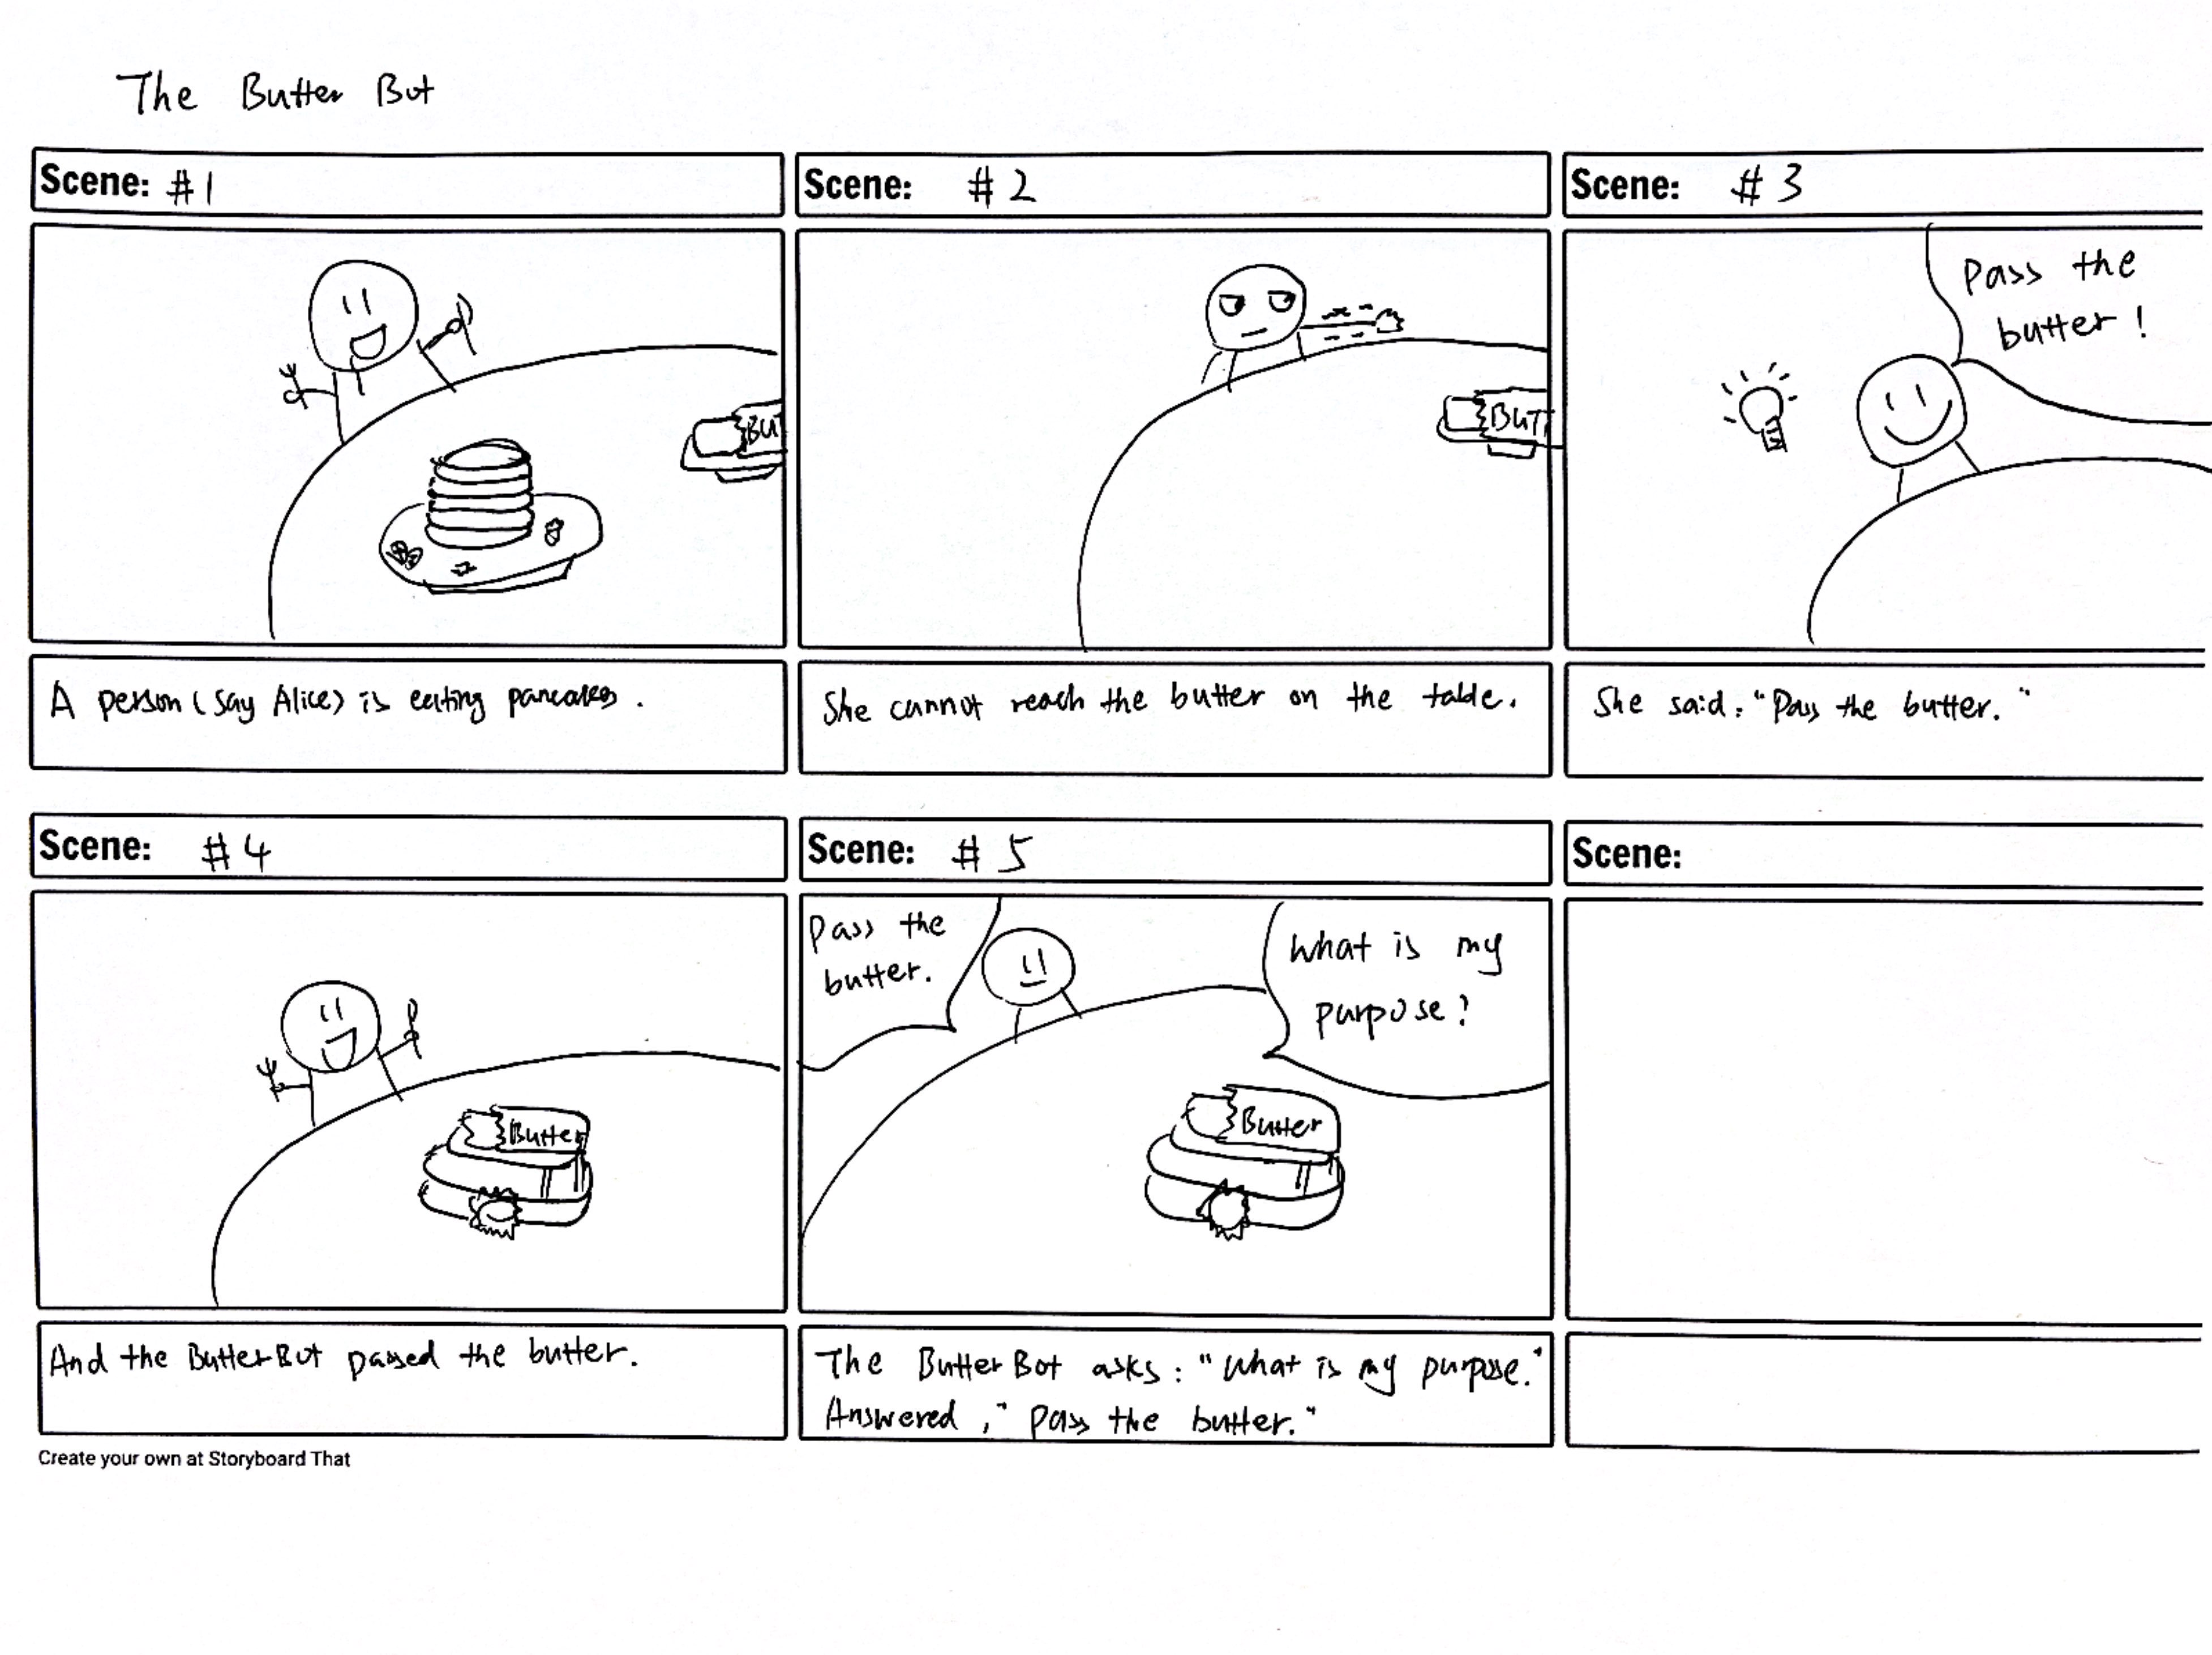 The Butter Bot
Scene: #1
Scene: #2
Scene: #3
BU
BUTT
Pass the
butter!
A person (say Alice) is eating pancakes.
She cannot reach the butter on the table.
She said: "Pass the butter."
Scene: #4
Scene: #5
Scene:
Butter
Pass the
butter.
What is my
purpose?
Butter
And the ButterBot passed the butter.
The ButterBot asks: "What is my purpose."
Answered, "Pass the butter."
Create your own at Storyboard That